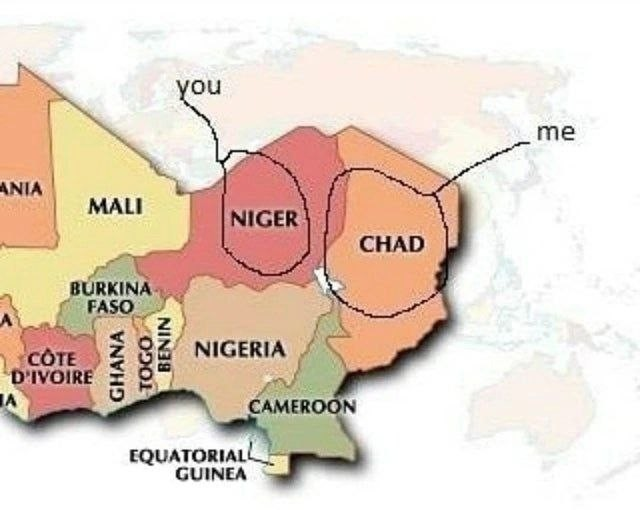 you
me
ANIA
MALI
NIGER
CHAD
BURKINA
FASO
A
CÔTE
D'IVOIRE
GHANA
TOGO
BENIN
NIGERIA
IA
CAMEROON
EQUATORIAL
GUINEA